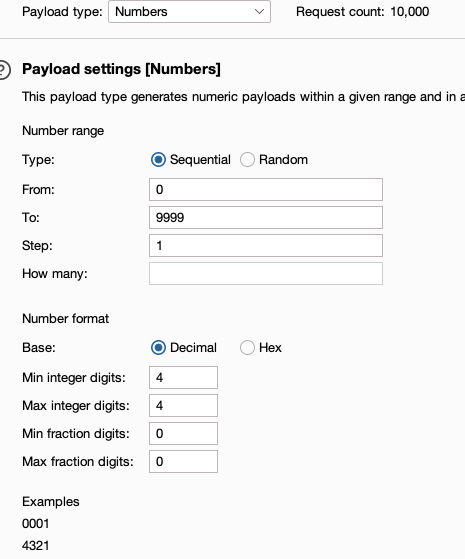 Payload type: Numbers Request count: 10,000
? Payload settings [Numbers]
This payload type generates numeric payloads within a given range and in a
Number range
Type: Sequential Random
From: 0
To: 9999
Step: 1
How many:
Number format
Base: Decimal Hex
Min integer digits: 4
Max integer digits: 4
Min fraction digits: 0
Max fraction digits: 0
Examples
0001
4321